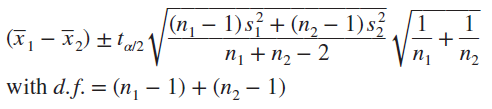 (x̄₁ − x̄₂) ± t_{α/2} √(((n₁ − 1)s₁² + (n₂ − 1)s₂²) / (n₁ + n₂ − 2)) √(1/n₁ + 1/n₂)
with d.f. = (n₁ − 1) + (n₂ − 1)